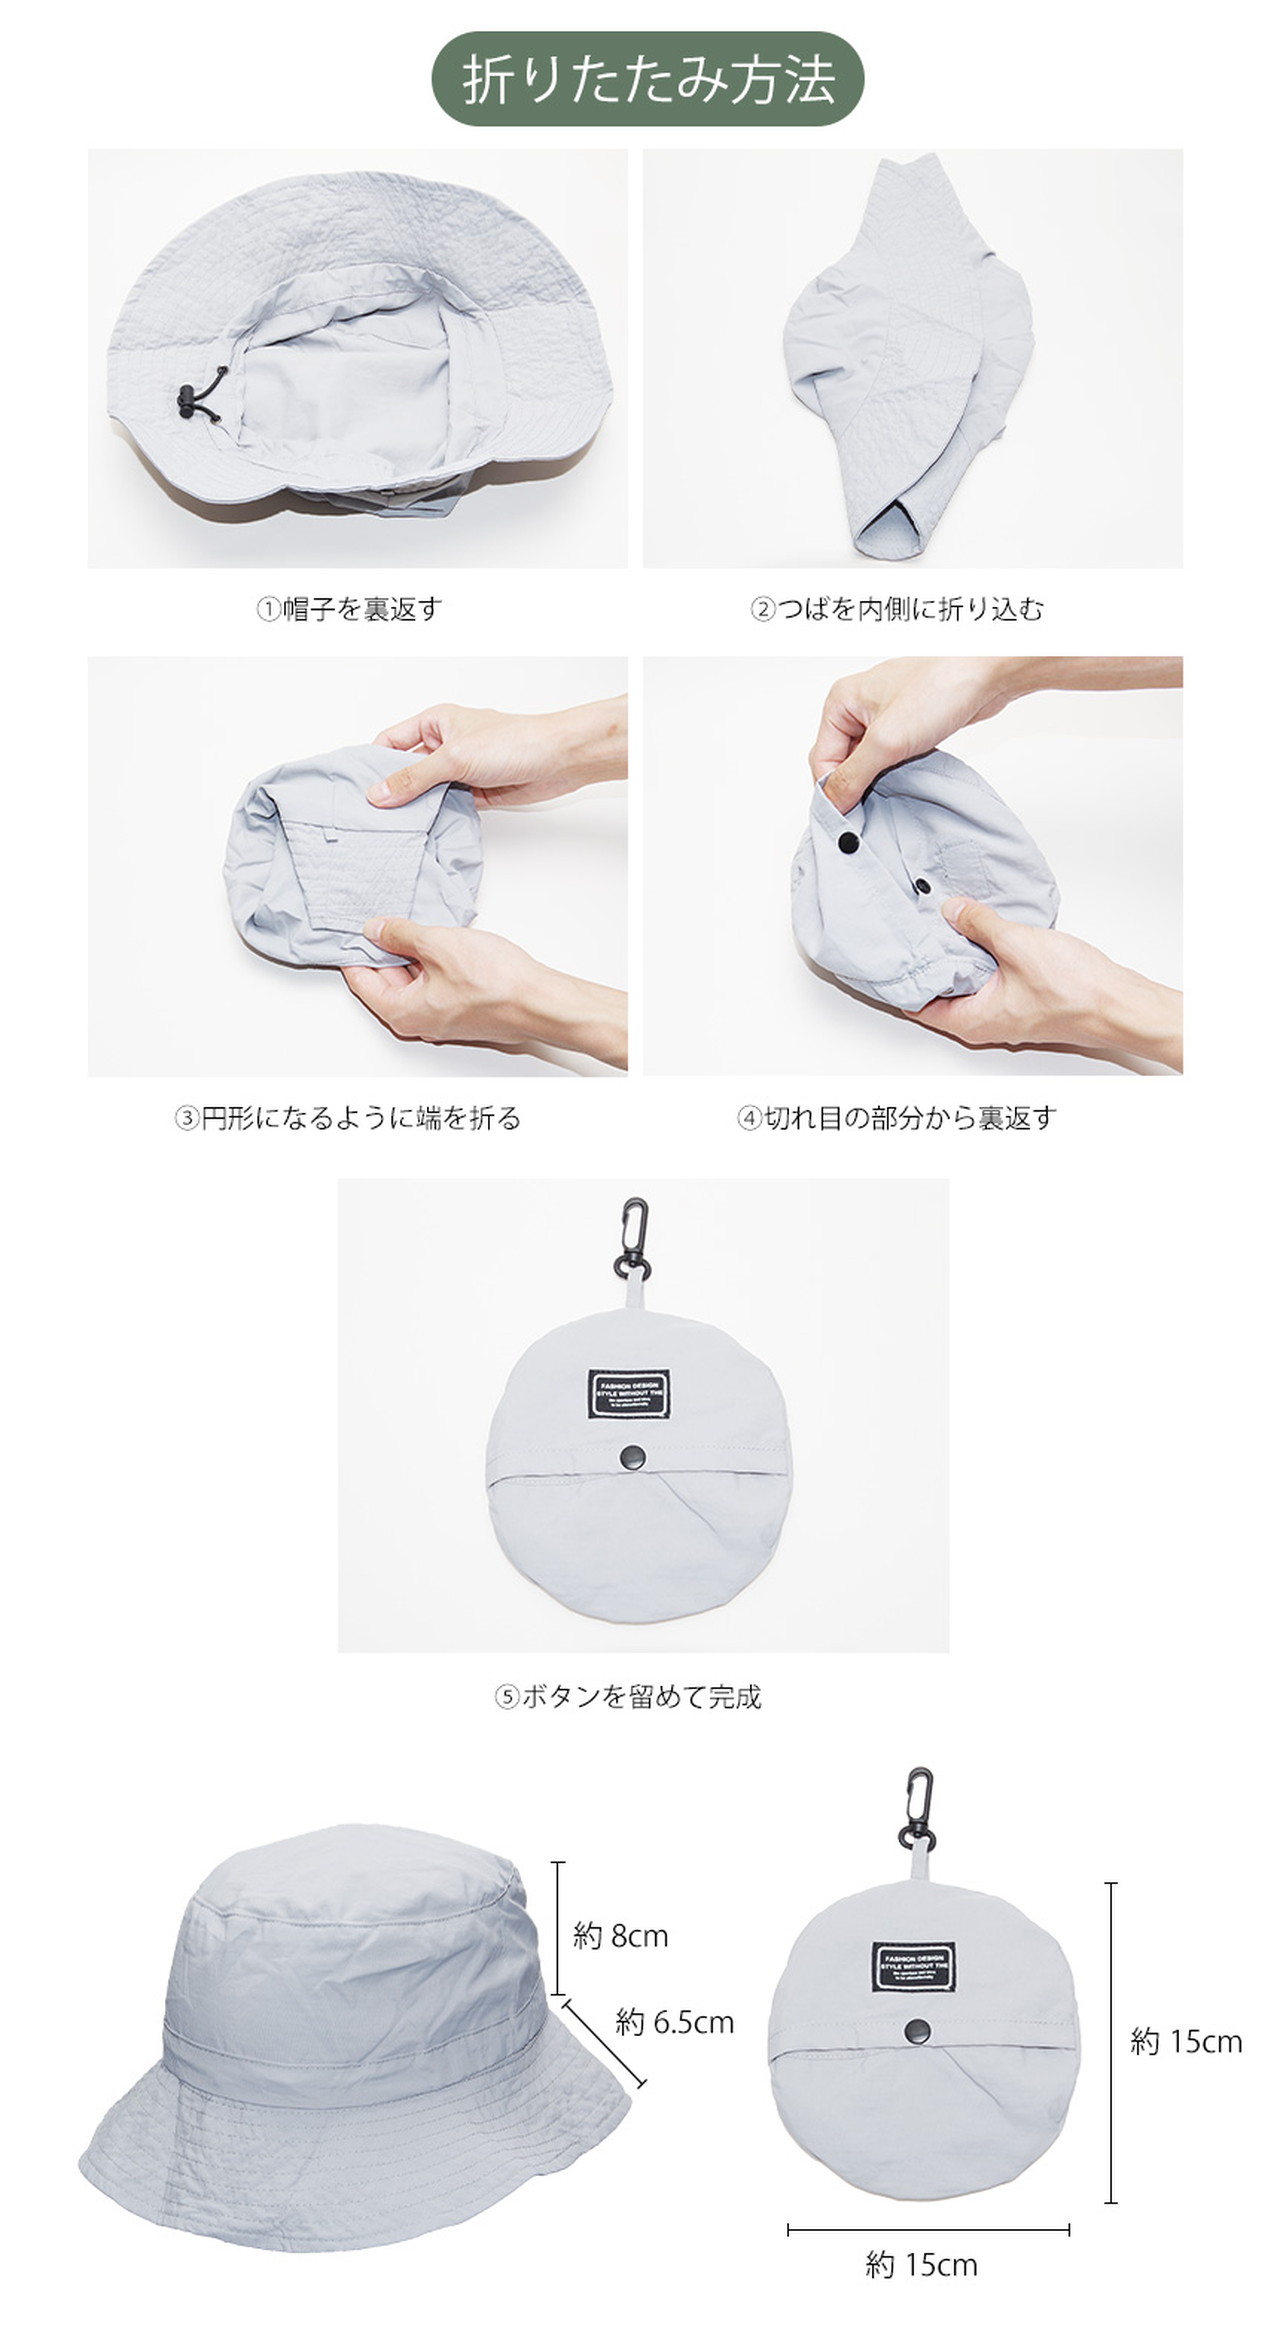 折りたたみ方法
①帽子を裏返す
②つばを内側に折り込む
③円形になるように端を折る
④切れ目の部分から裏返す
FASHION DESIGN
STYLE WITHOUT THE
⑤ボタンを留めて完成
約 8cm
約 6.5cm
FASHION DESIGN
STYLE WITHOUT THE
約 15cm
約 15cm